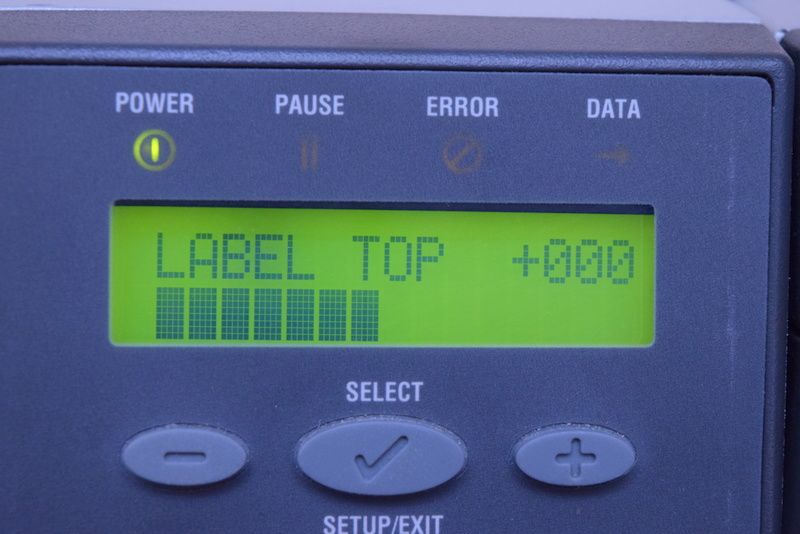 POWER PAUSE ERROR DATA
LABEL TOP +000
SELECT
SETUP/EXIT